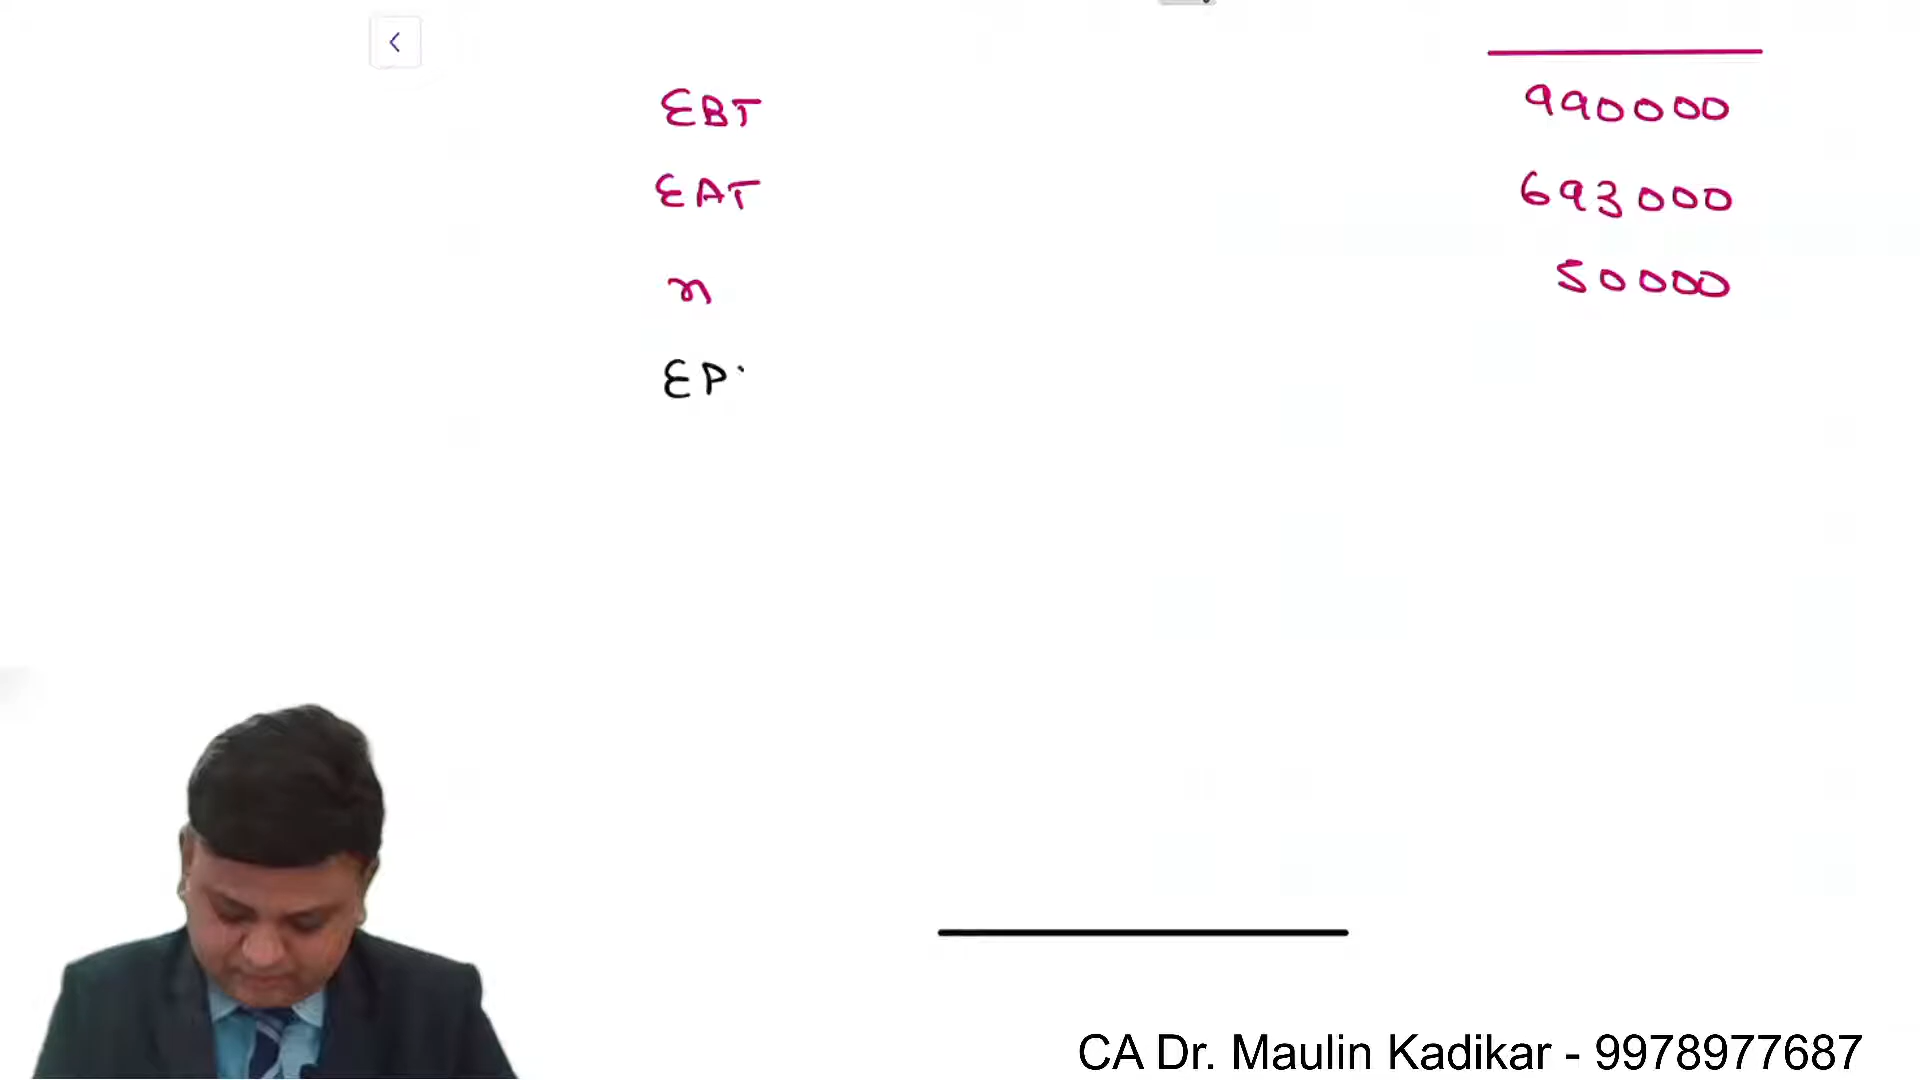 EBT 990000
EAT 693000
n 50000
EP
CA Dr. Maulin Kadikar - 9978977687